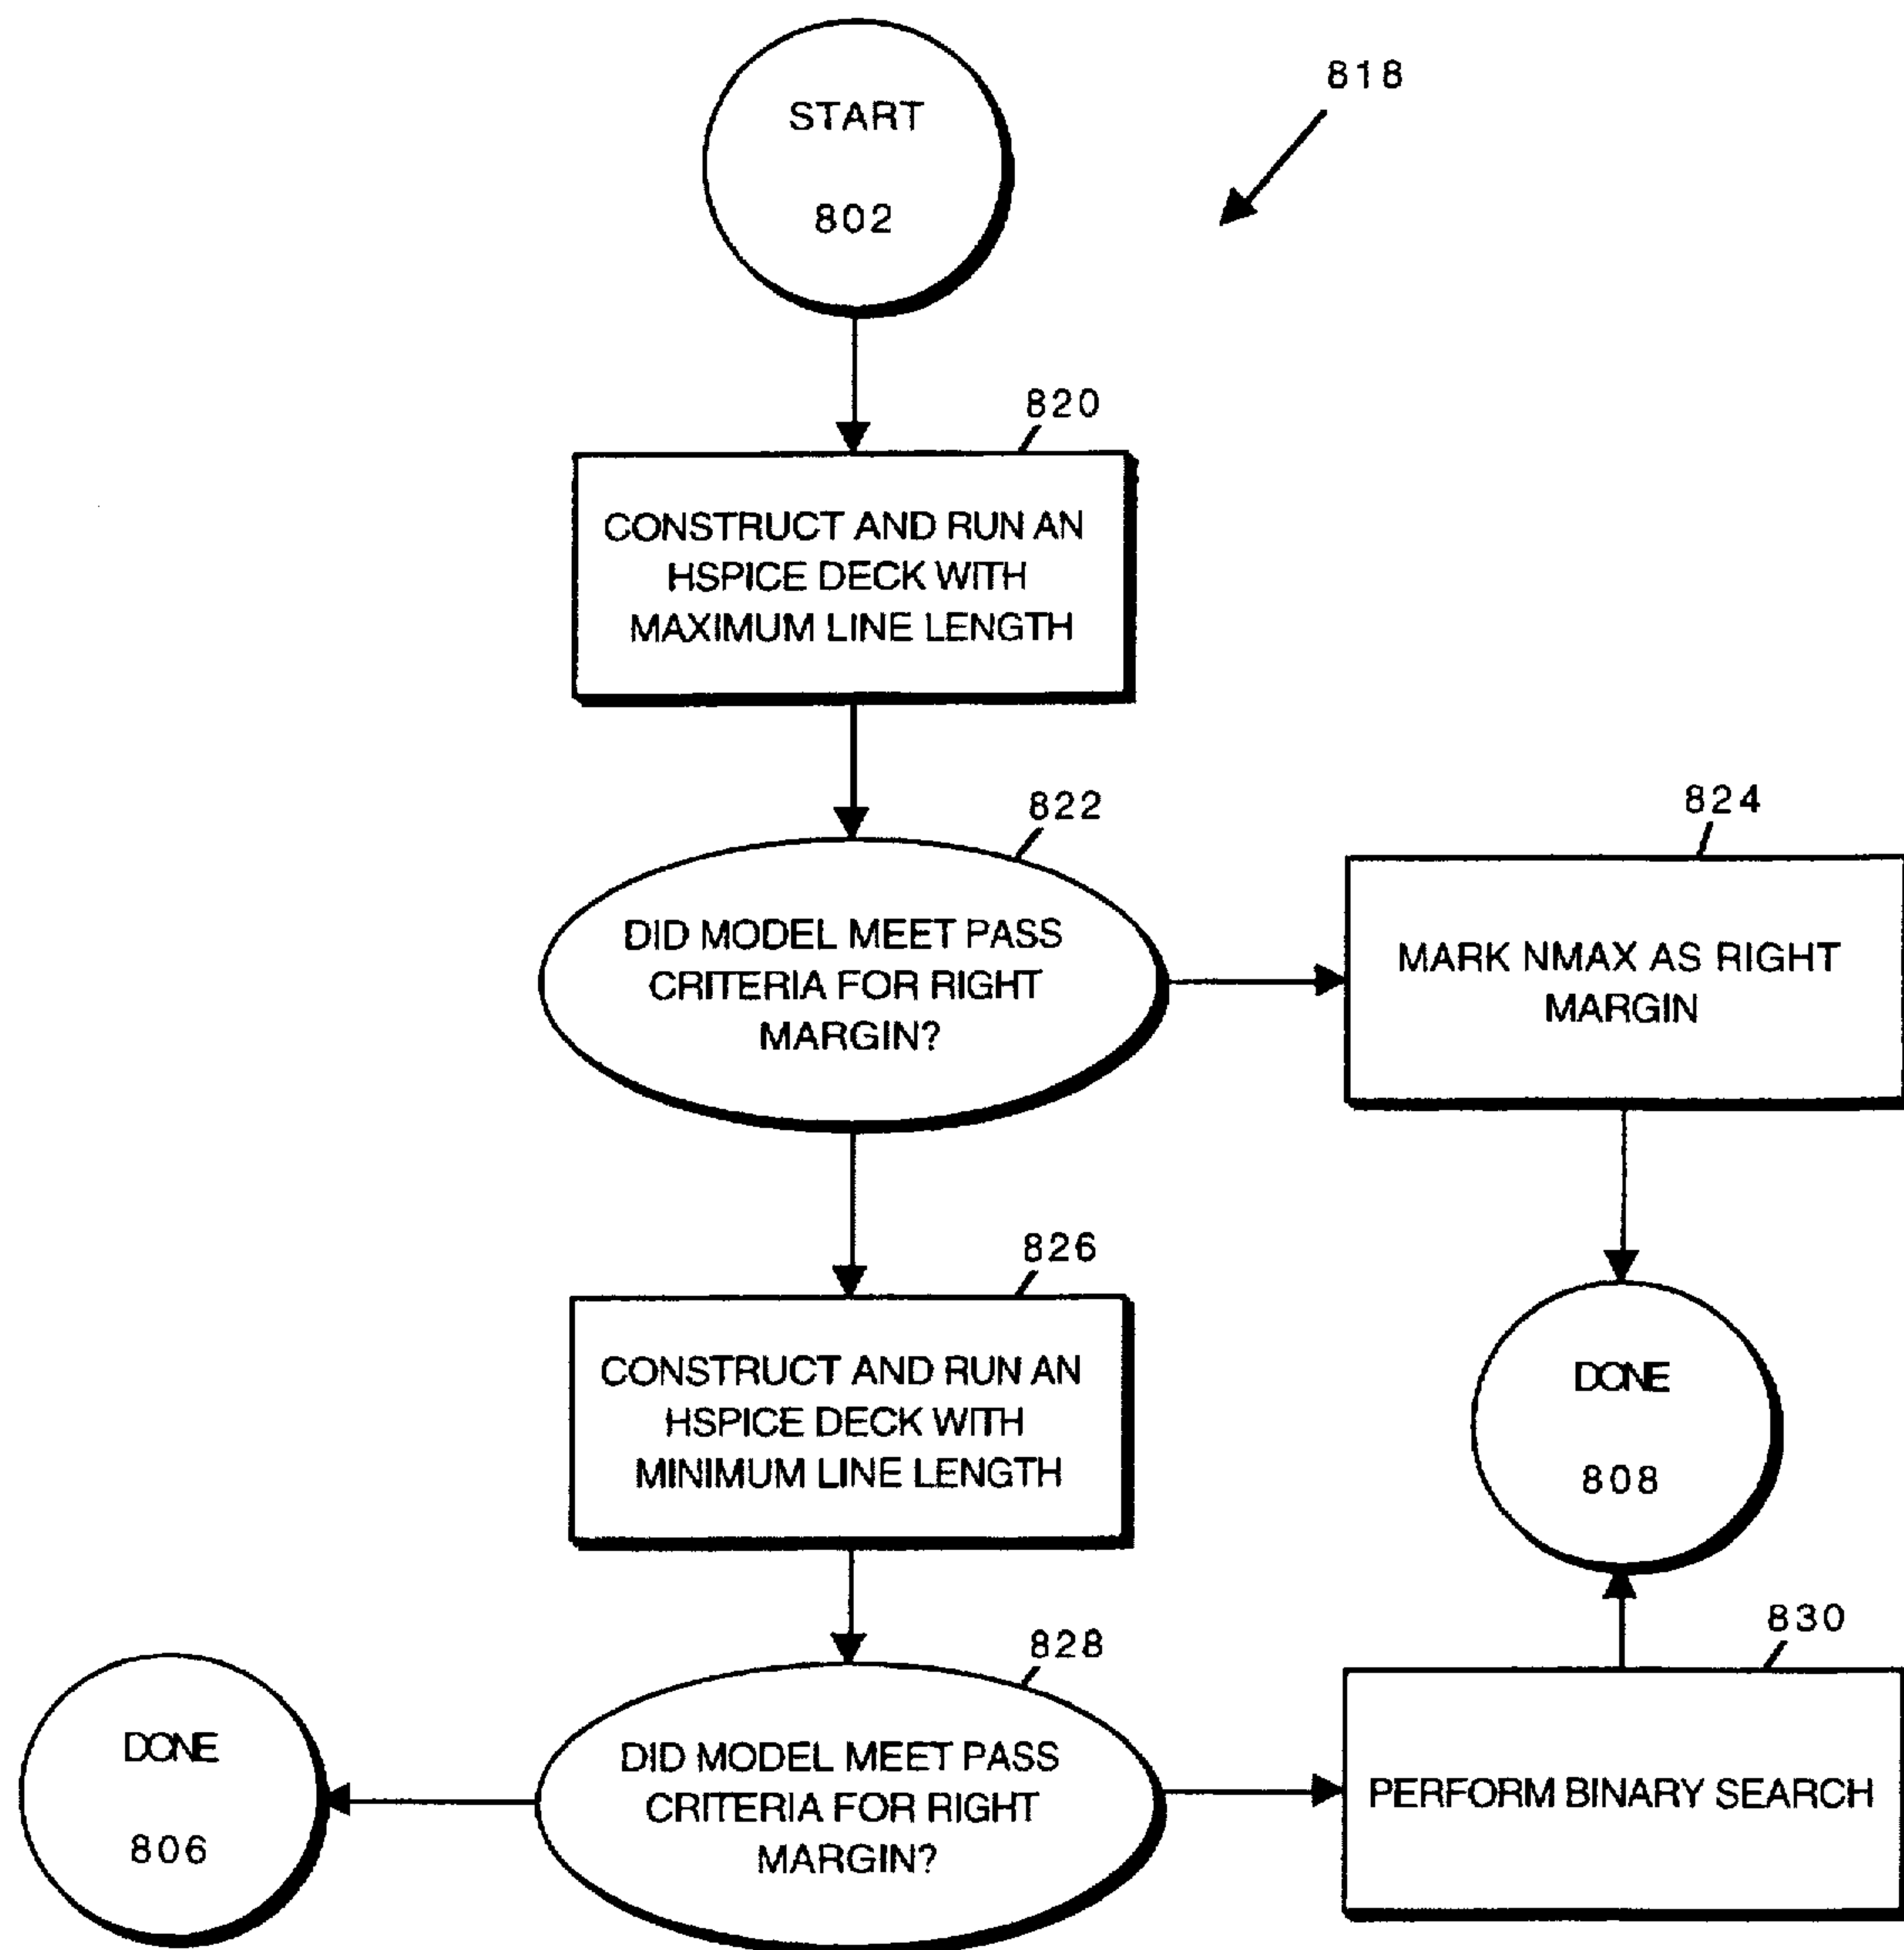 START
802
818
820
CONSTRUCT AND RUN AN
HSPICE DECK WITH
MAXIMUM LINE LENGTH
822
DID MODEL MEET PASS
CRITERIA FOR RIGHT
MARGIN?
824
MARK NMAX AS RIGHT
MARGIN
826
CONSTRUCT AND RUN AN
HSPICE DECK WITH
MINIMUM LINE LENGTH
DONE
808
828
DID MODEL MEET PASS
CRITERIA FOR RIGHT
MARGIN?
830
PERFORM BINARY SEARCH
DONE
806